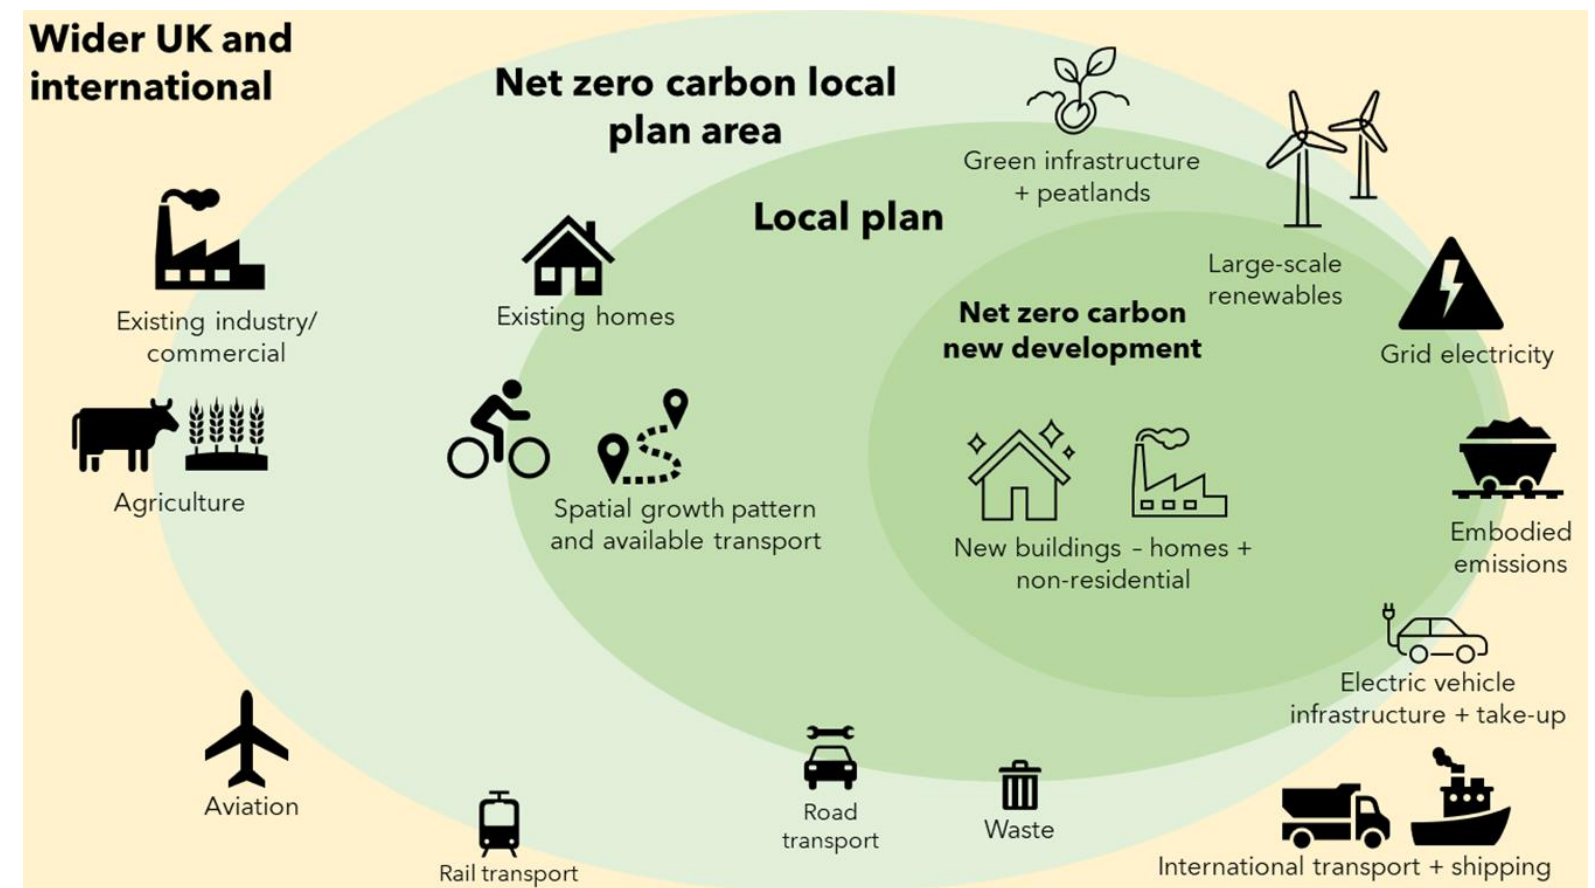 Wider UK and
international
Net zero carbon local
plan area
Green infrastructure
+ peatlands
Local plan
Large-scale
renewables
Existing industry/
commercial
Existing homes
Net zero carbon
new development
Grid electricity
Agriculture
Spatial growth pattern
and available transport
New buildings – homes +
non-residential
Embodied
emissions
Electric vehicle
infrastructure + take-up
Aviation
Road
transport
Waste
Rail transport
International transport + shipping